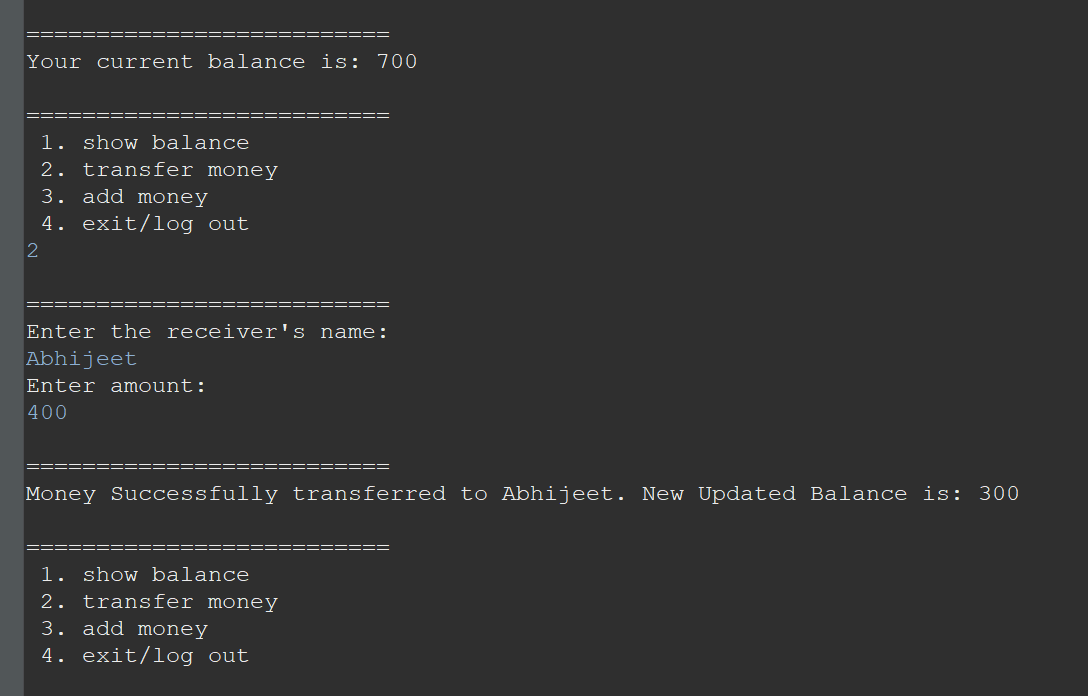 ==========================
Your current balance is: 700
==========================
1. show balance
2. transfer money
3. add money
4. exit/log out
2
==========================
Enter the receiver's name:
Abhijeet
Enter amount:
400
==========================
Money Successfully transferred to Abhijeet. New Updated Balance is: 300
==========================
1. show balance
2. transfer money
3. add money
4. exit/log out